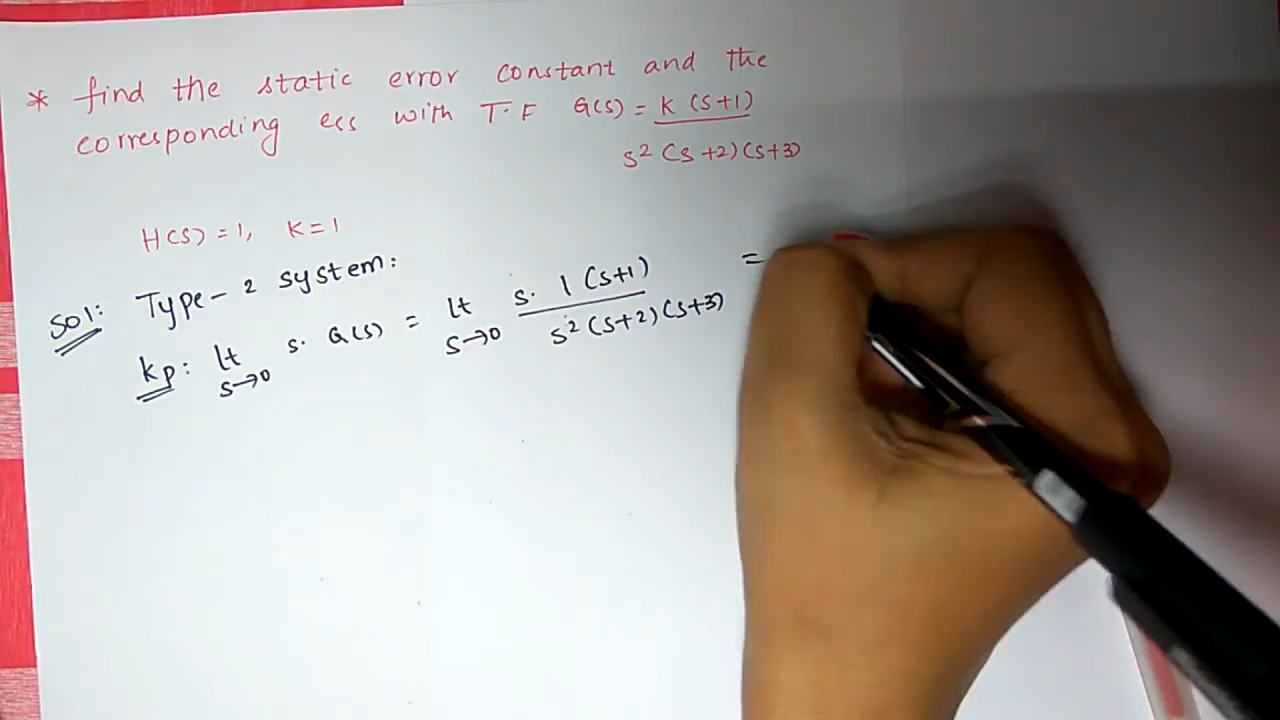 * find the static error constant and the
corresponding ess with T.F G(s) = K (s+1)
s² (s+2)(s+3)
H(s) = 1, K = 1
Sol: Type-2 system:
kp: lt s. G(s) = lt s. 1 (s+1) =
s→0 s→0 s² (s+2)(s+3)